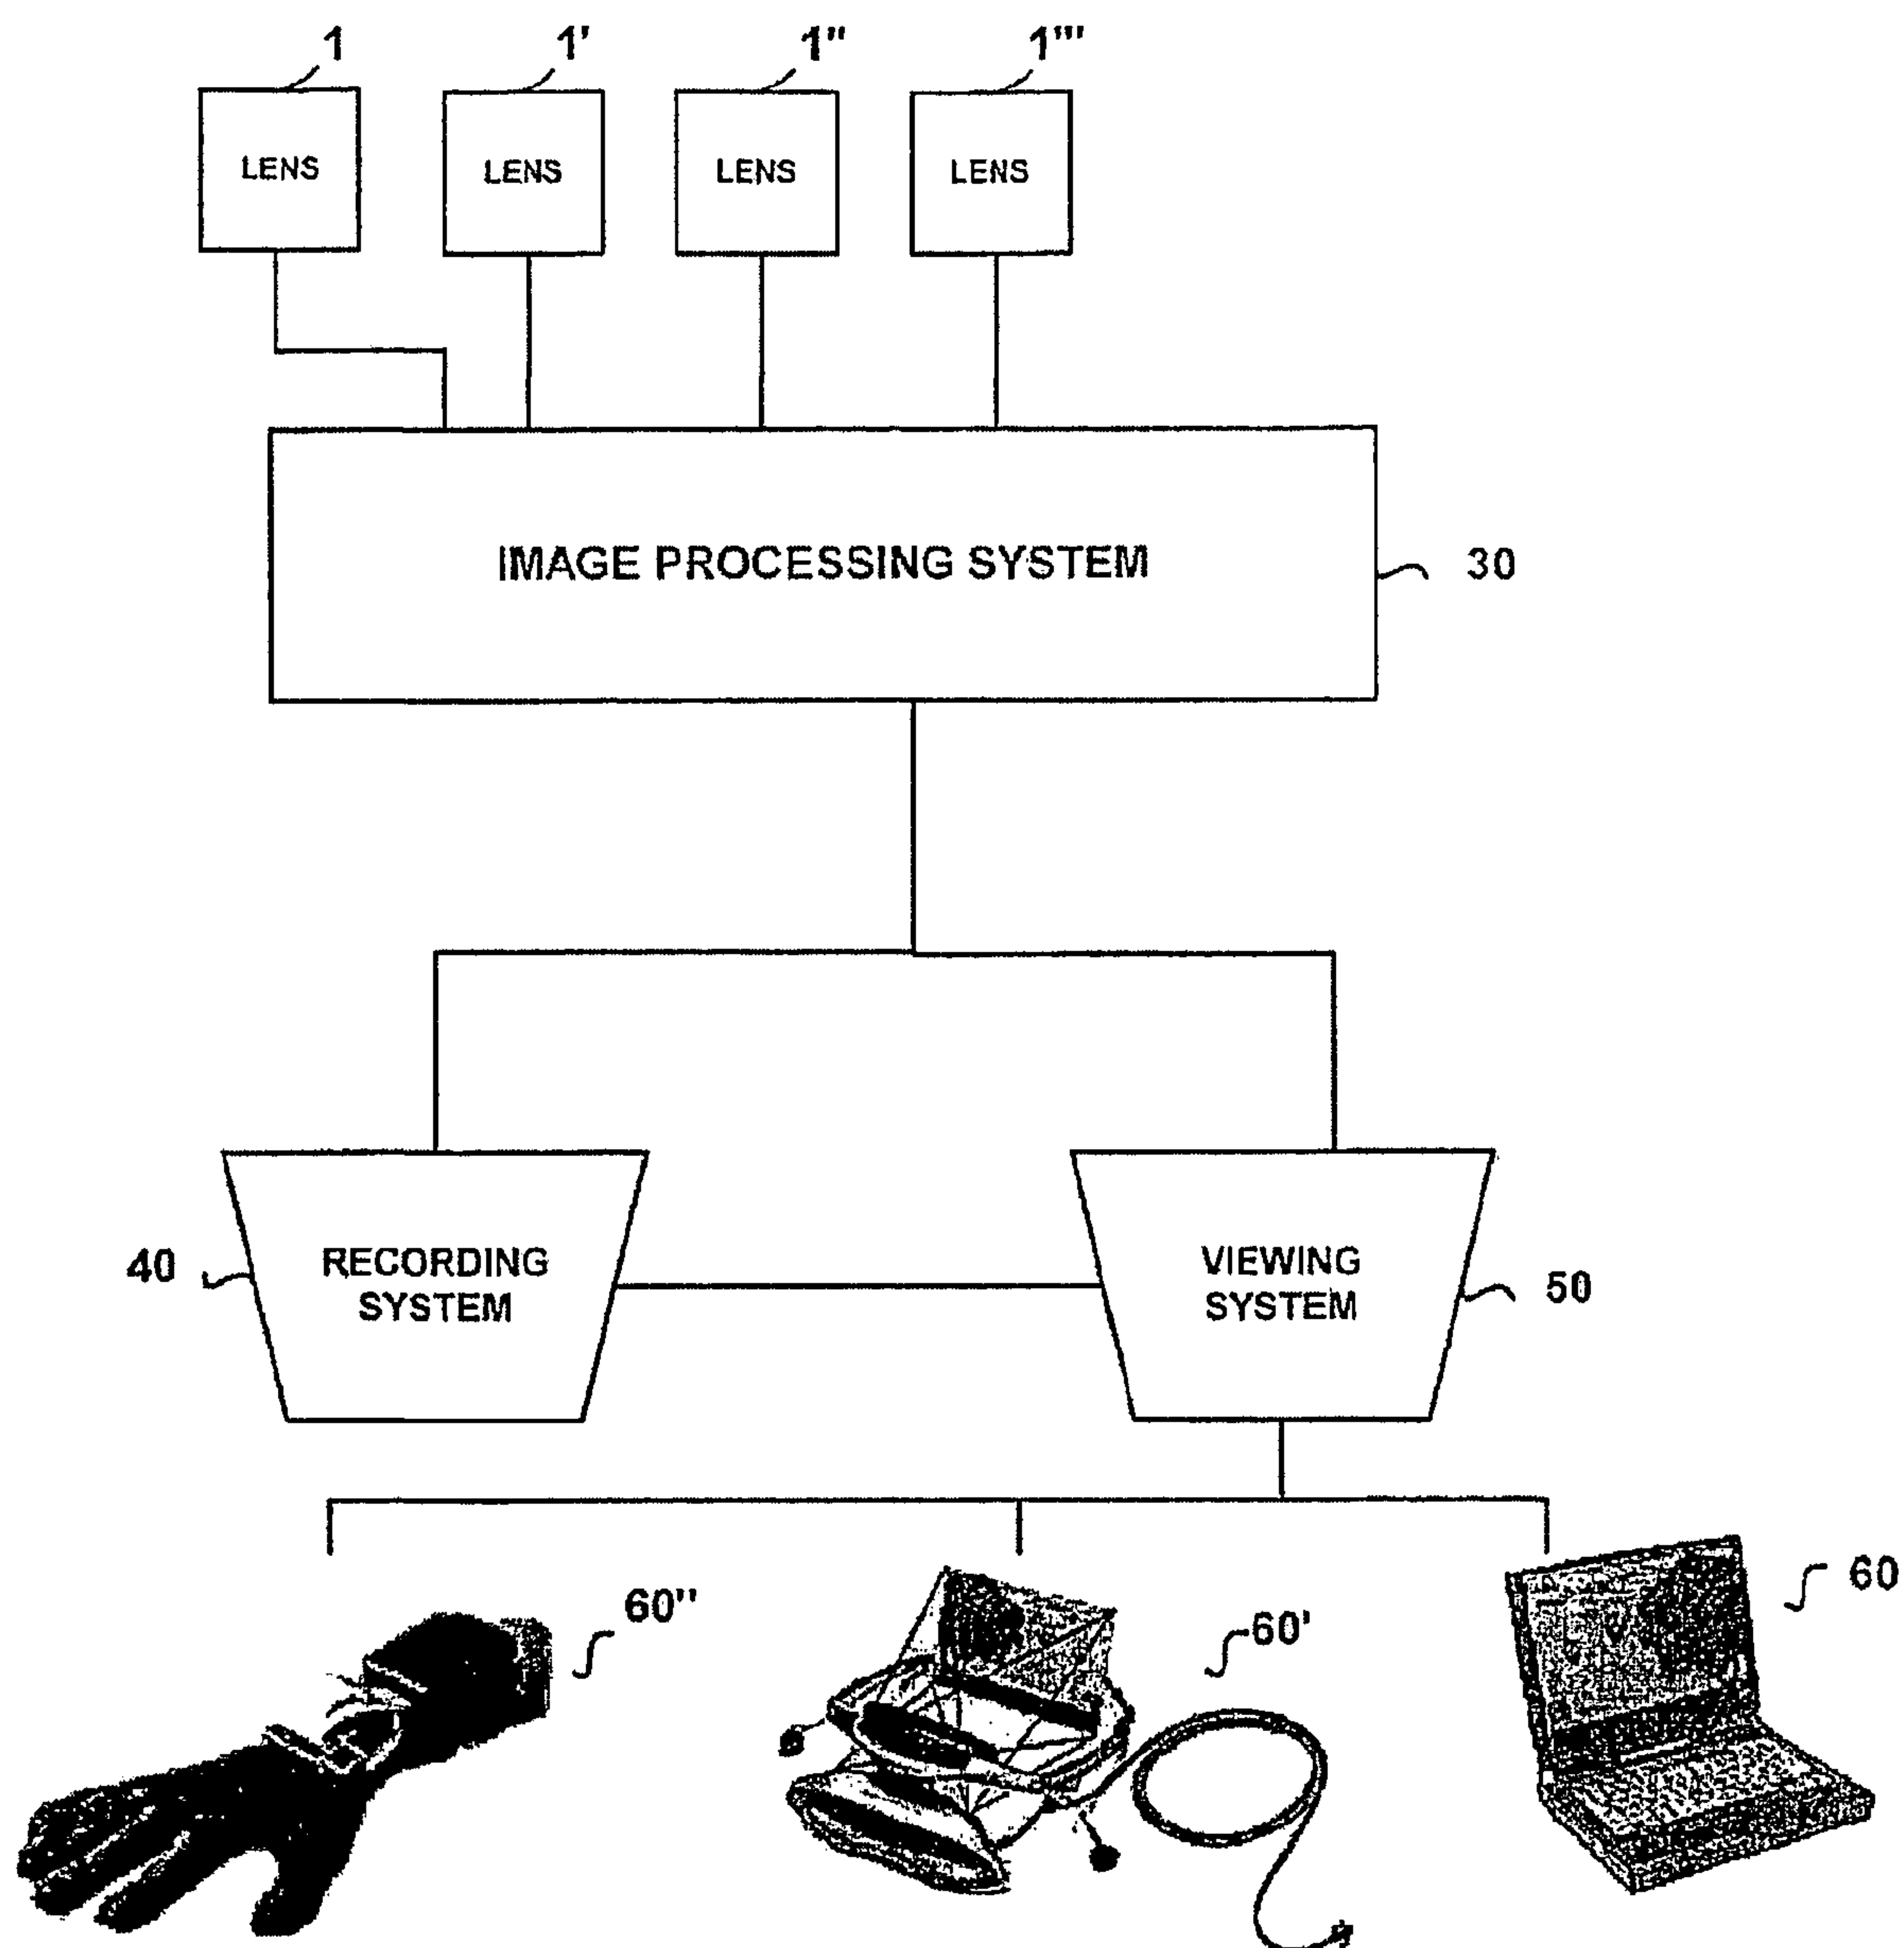 1 1' 1" 1'"
LENS LENS LENS LENS
IMAGE PROCESSING SYSTEM 30
40 RECORDING
SYSTEM
VIEWING
SYSTEM 50
60" 60' 60